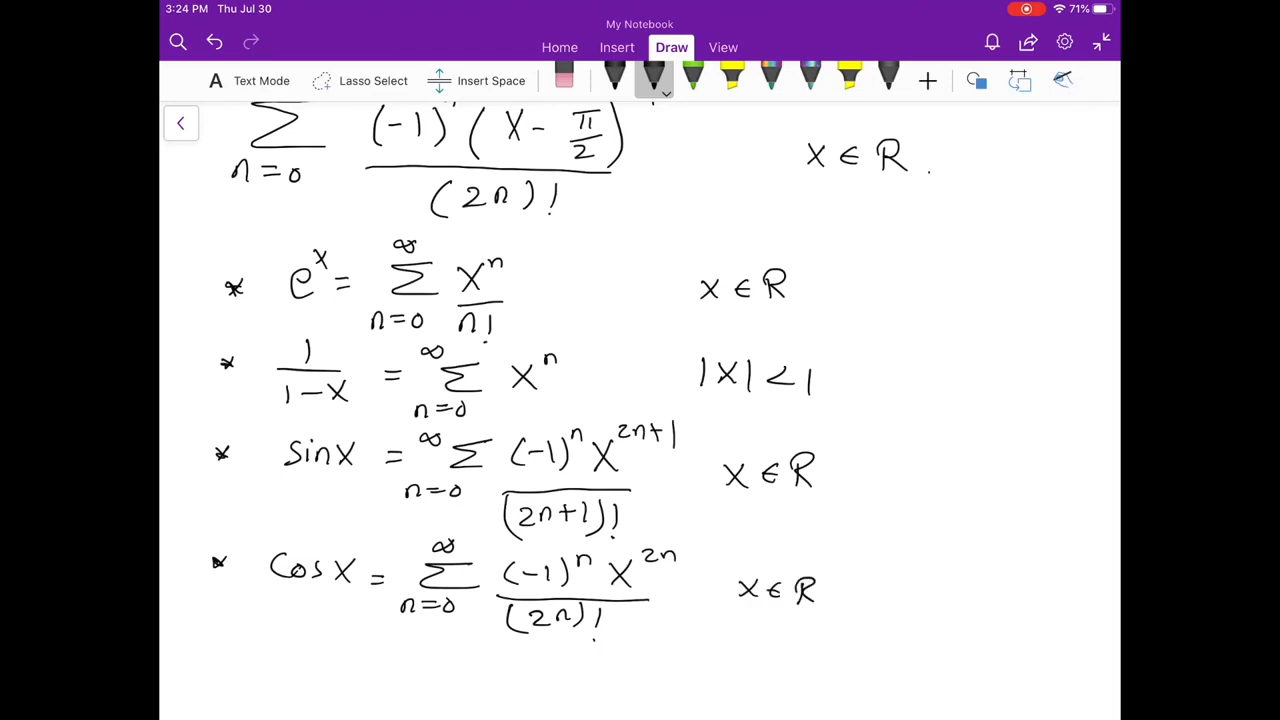 3:24 PM Thu Jul 30 71%
My Notebook
Home Insert Draw View
A Text Mode Lasso Select Insert Space
∑ n=0 (-1) (x - π/2) / (2n)! x ∈ R.
* e^x = ∑ n=0 ^∞ x^n / n! x ∈ R
* 1 / 1-x = ∑ n=0 ^∞ x^n |x| < 1
* sin x = ∑ n=0 ^∞ (-1)^n x^2n+1 / (2n+1)! x ∈ R
* cos x = ∑ n=0 ^∞ (-1)^n x^2n / (2n)! x ∈ R